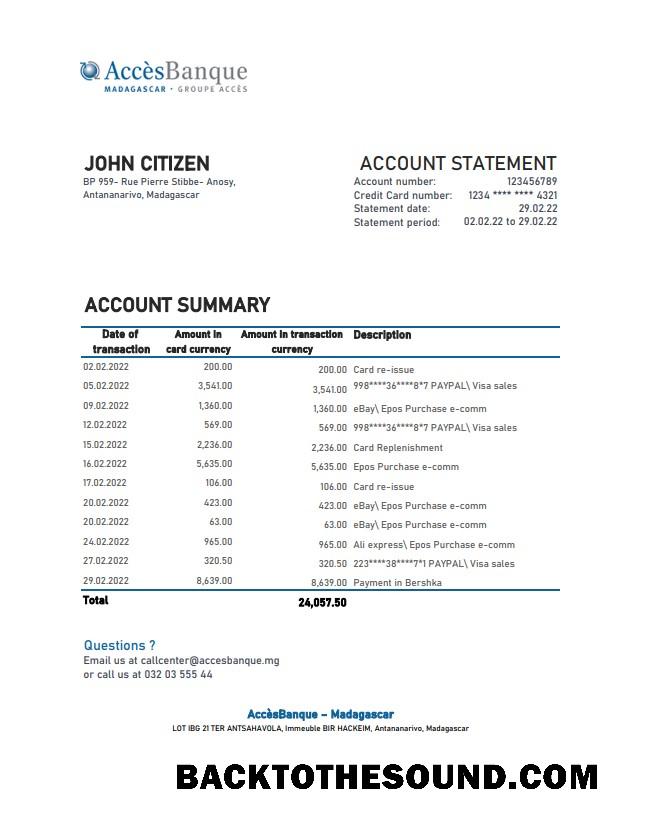 AccèsBanque
MADAGASCAR · GROUPE ACCÈS
JOHN CITIZEN
BP 959- Rue Pierre Stibbe- Anosy,
Antananarivo, Madagascar
ACCOUNT STATEMENT
Account number: 123456789
Credit Card number: 1234 **** **** 4321
Statement date: 29.02.22
Statement period: 02.02.22 to 29.02.22
ACCOUNT SUMMARY
Date of transaction Amount in card currency Amount in transaction currency Description
02.02.2022 200.00 200.00 Card re-issue
05.02.2022 3,541.00 3,541.00 998****36****8*7 PAYPAL\ Visa sales
09.02.2022 1,360.00 1,360.00 eBay\ Epos Purchase e-comm
12.02.2022 569.00 569.00 998****36****8*7 PAYPAL\ Visa sales
15.02.2022 2,236.00 2,236.00 Card Replenishment
16.02.2022 5,635.00 5,635.00 Epos Purchase e-comm
17.02.2022 106.00 106.00 Card re-issue
20.02.2022 423.00 423.00 eBay\ Epos Purchase e-comm
20.02.2022 63.00 63.00 eBay\ Epos Purchase e-comm
24.02.2022 965.00 965.00 Ali express\ Epos Purchase e-comm
27.02.2022 320.50 320.50 223****38****7*1 PAYPAL\ Visa sales
29.02.2022 8,639.00 8,639.00 Payment in Bershka
Total 24,057.50
Questions ?
Email us at callcenter@accesbanque.mg
or call us at 032 03 555 44
AccèsBanque – Madagascar
LOT IBG 21 TER ANTSAHAVOLA, Immeuble BIR HACKEIM, Antananarivo, Madagascar
BACKTOTHESOUND.COM